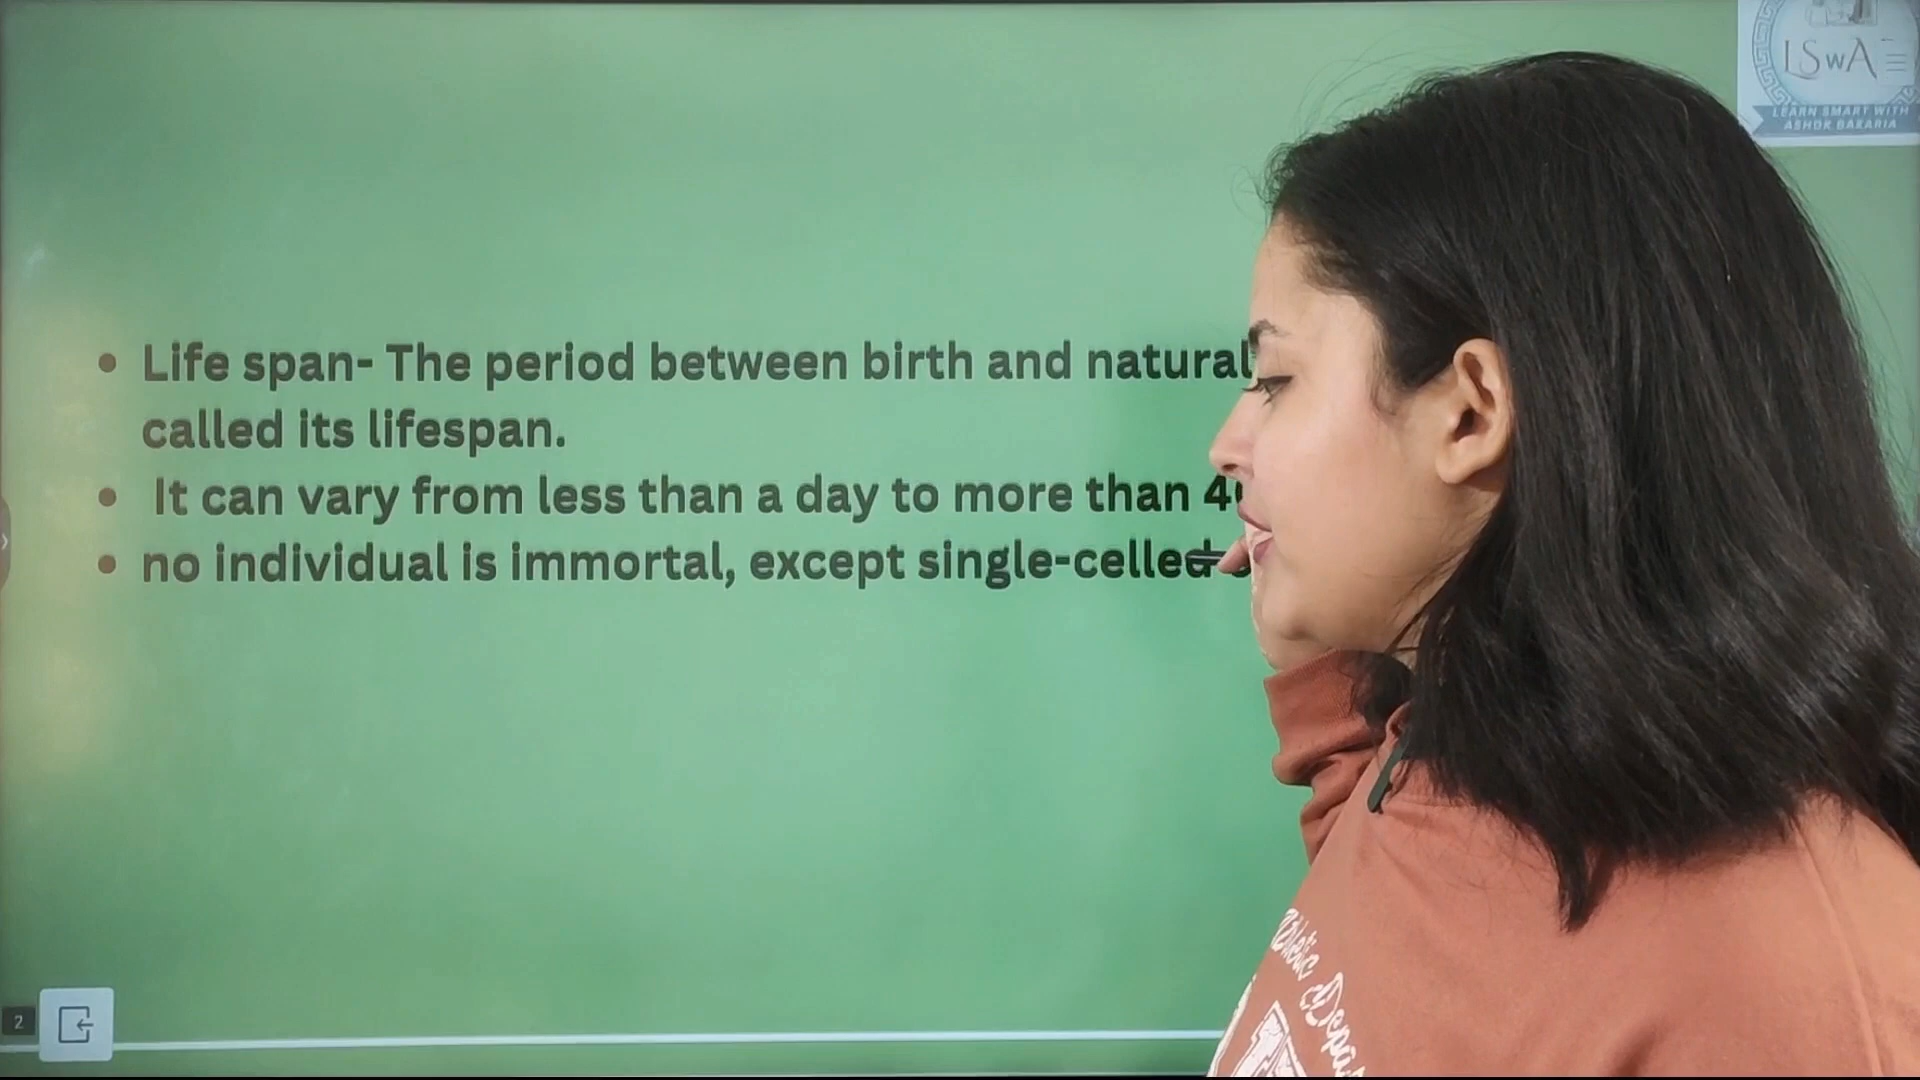 LSwA
LEARN SMART WITH
ASHOK BAKARIA
• Life span- The period between birth and natural
called its lifespan.
• It can vary from less than a day to more than
• no individual is immortal, except single-celled
2